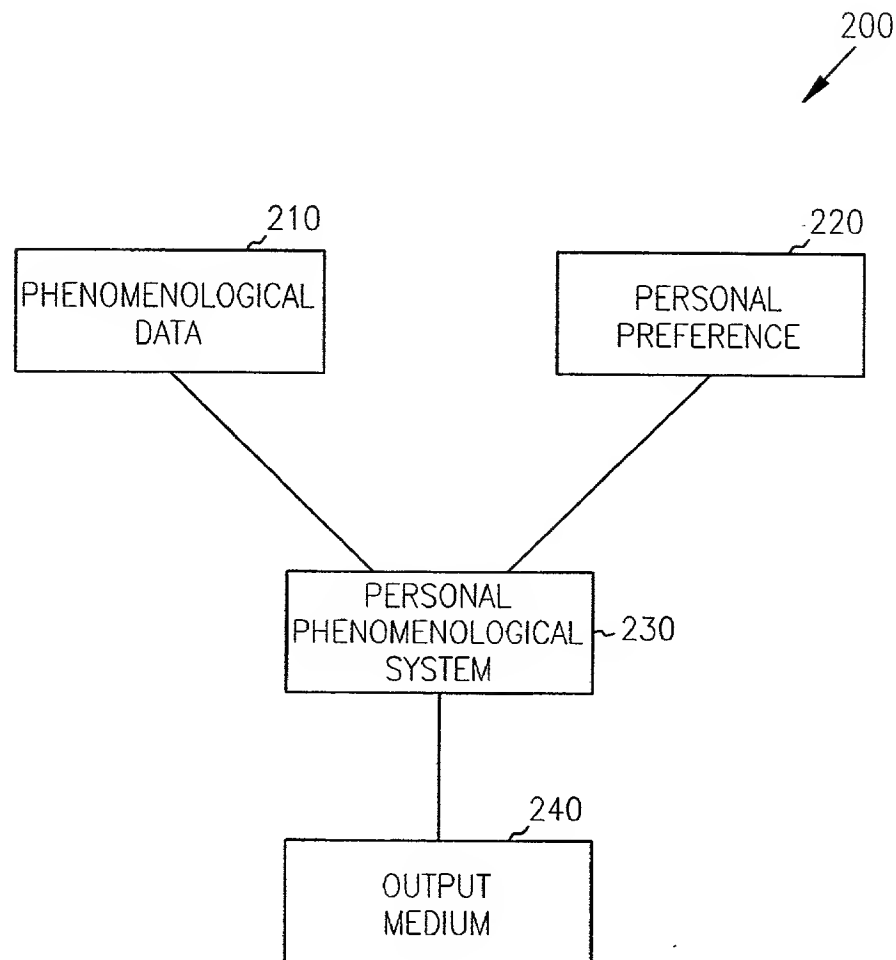 200
210
220
PHENOMENOLOGICAL
DATA
PERSONAL
PREFERENCE
PERSONAL
PHENOMENOLOGICAL
SYSTEM
230
240
OUTPUT
MEDIUM